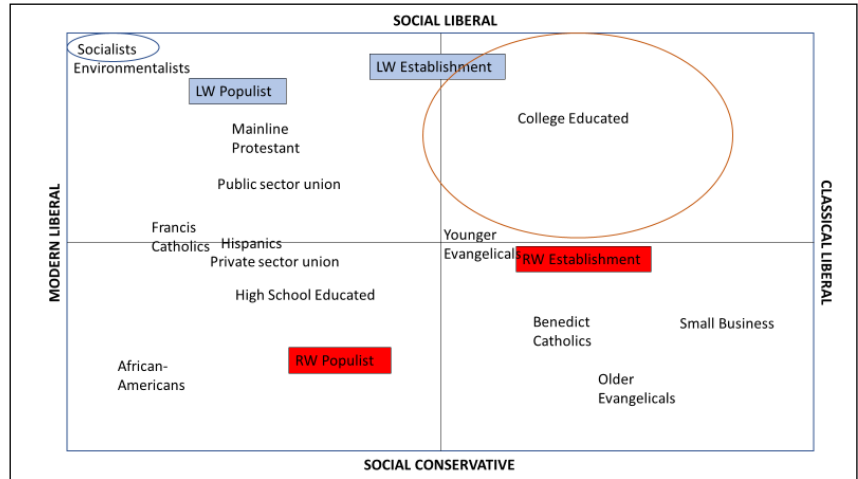 SOCIAL LIBERAL
Socialists
Environmentalists
LW Establishment
LW Populist
College Educated
Mainline
Protestant
Public sector union
MODERN LIBERAL
CLASSICAL LIBERAL
Francis
Catholics
Hispanics
Private sector union
Younger
Evangelicals
RW Establishment
High School Educated
Benedict
Catholics
Small Business
RW Populist
African-
Americans
Older
Evangelicals
SOCIAL CONSERVATIVE